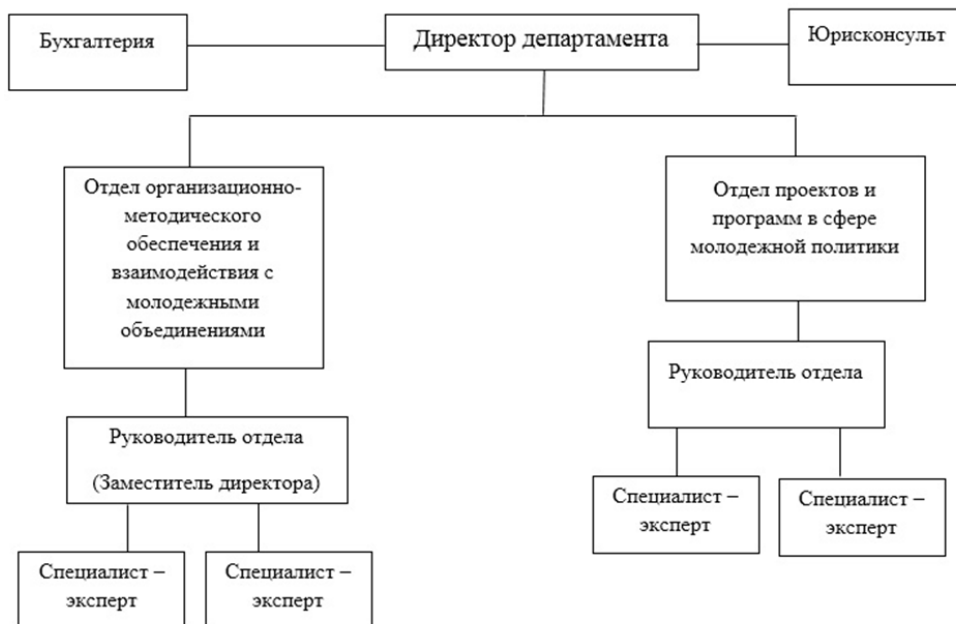 Бухгалтерия
Директор департамента
Юрисконсульт
Отдел организационно-
методического
обеспечения и
взаимодействия с
молодежными
объединениями
Отдел проектов и
программ в сфере
молодежной политики
Руководитель отдела
(Заместитель директора)
Руководитель отдела
Специалист –
эксперт
Специалист –
эксперт
Специалист –
эксперт
Специалист –
эксперт